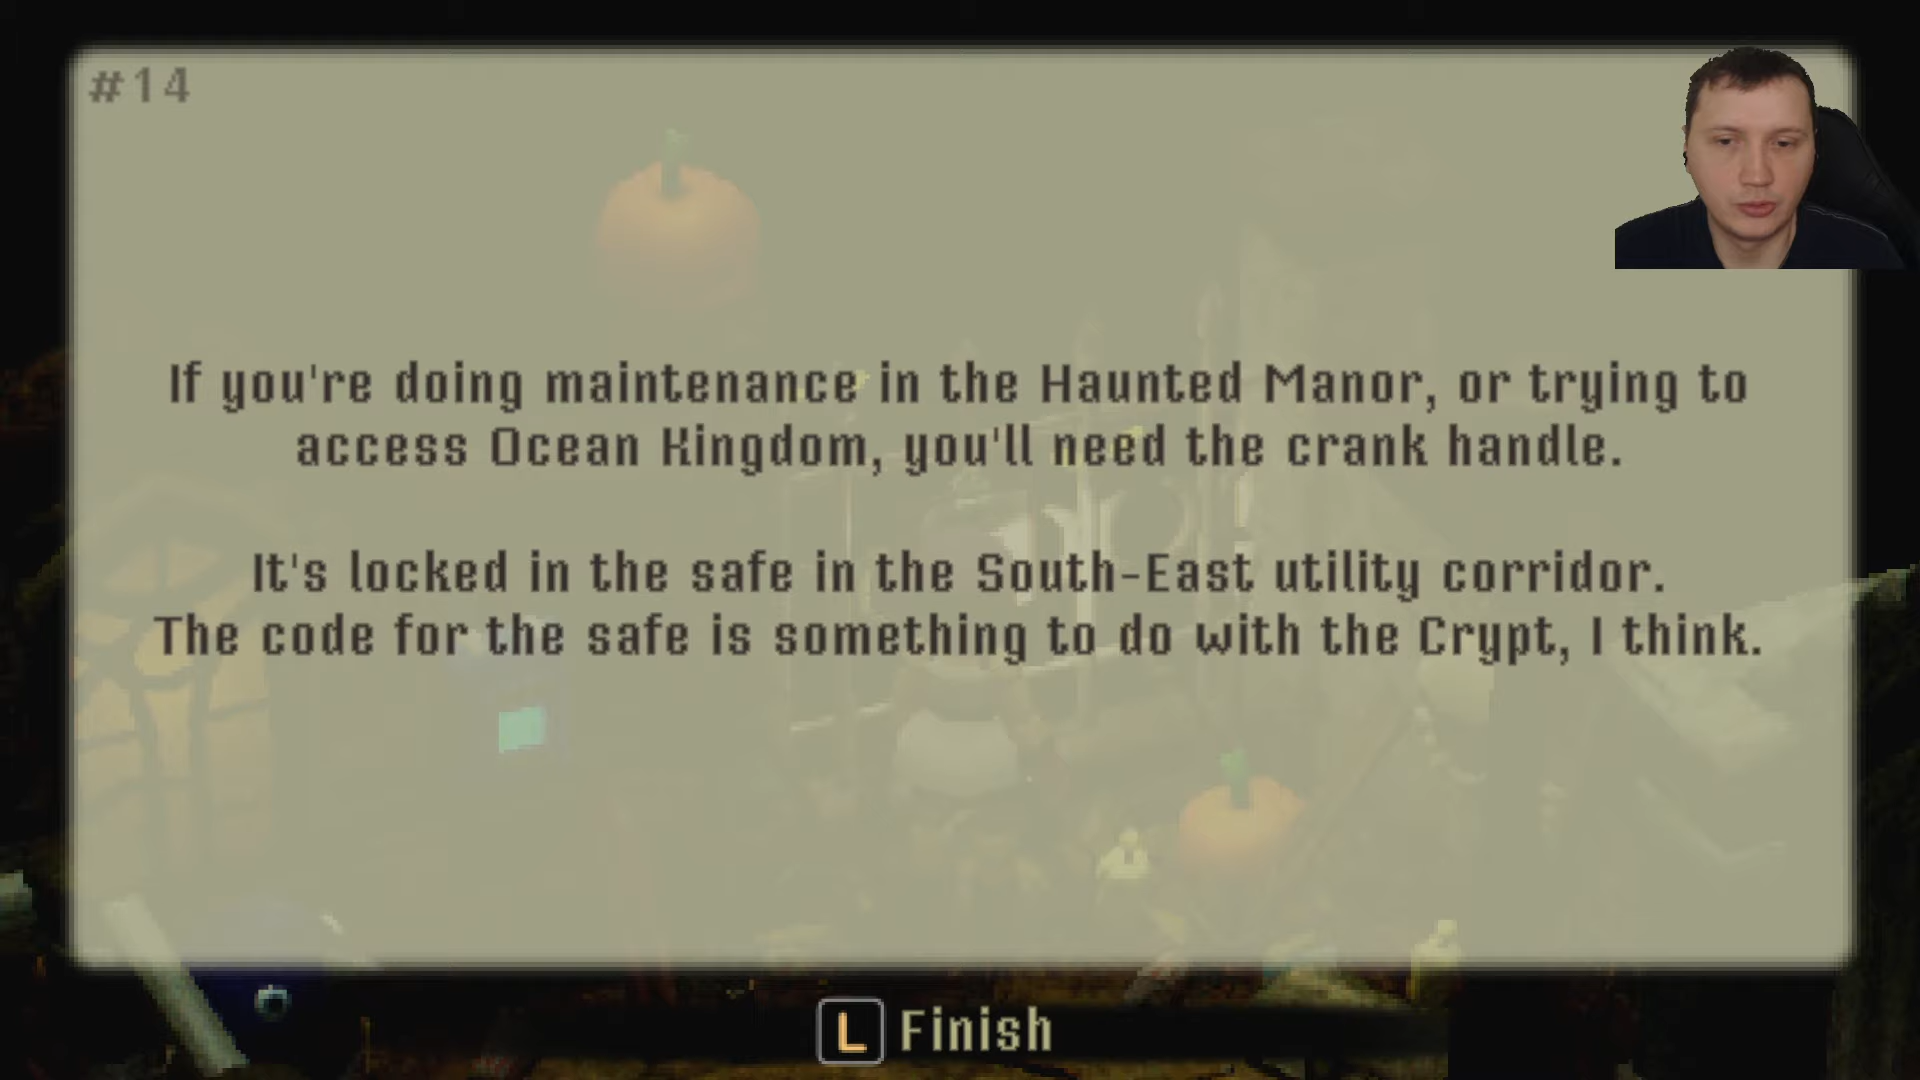 #14
If you're doing maintenance in the Haunted Manor, or trying to
access Ocean Kingdom, you'll need the crank handle.
It's locked in the safe in the South-East utility corridor.
The code for the safe is something to do with the Crypt, I think.
L Finish